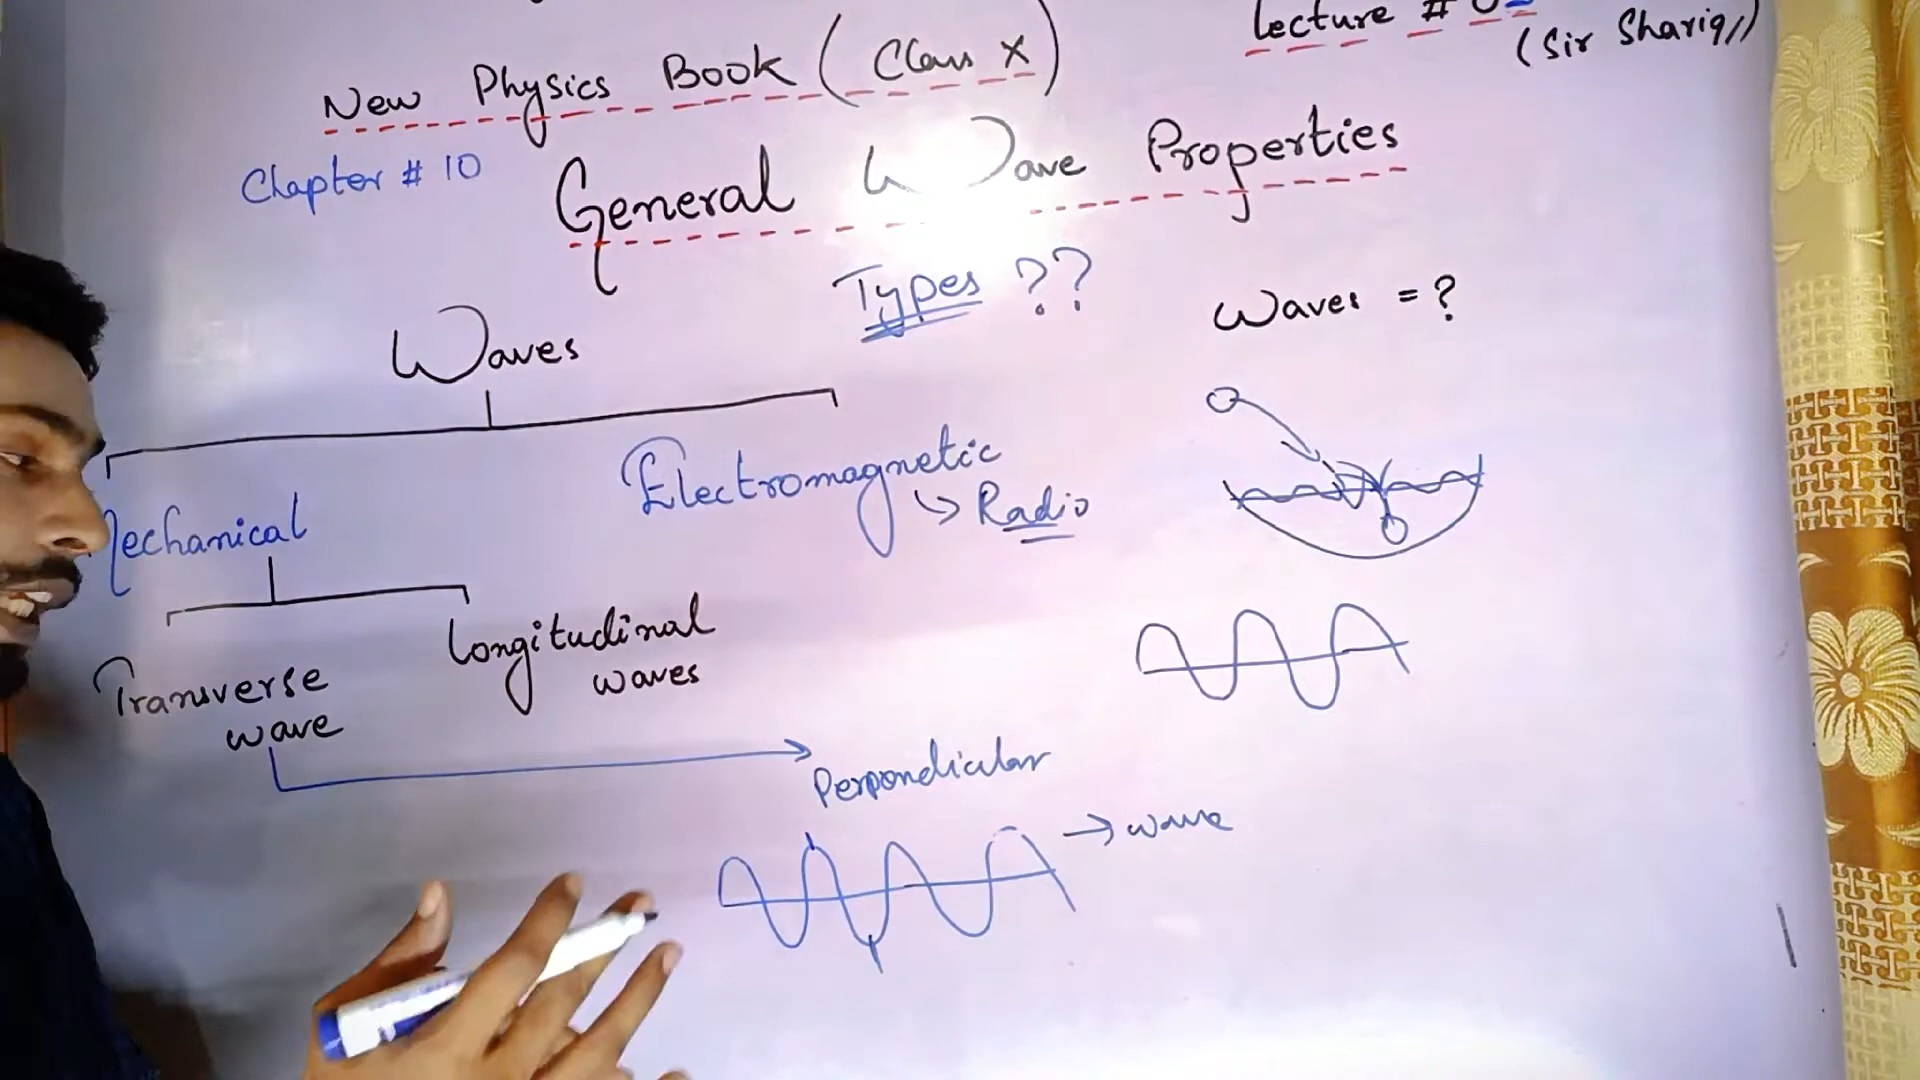 New Physics Book (Class X)
Lecture #
(Sir Shariq)
Chapter # 10
General Wave Properties
Types ??
Waves = ?
Waves
Mechanical
Electromagnetic
Radio
Transverse
wave
Longitudinal
waves
Perpendicular
wave